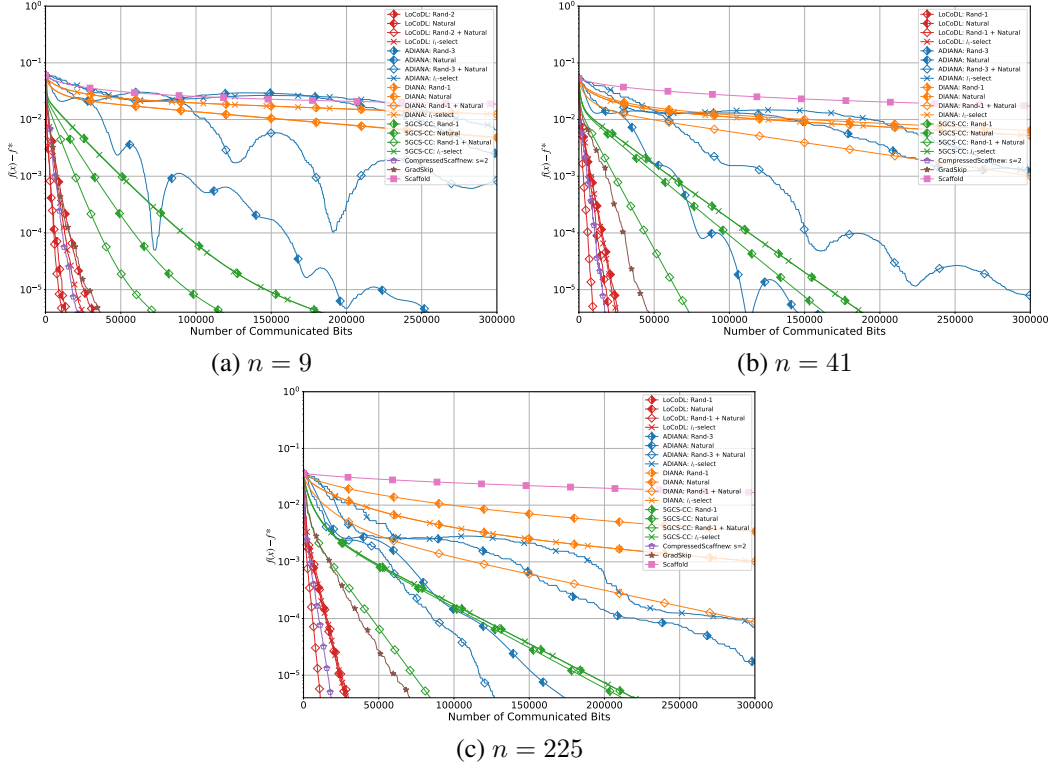 10⁰
10⁻¹
10⁻²
10⁻³
10⁻⁴
10⁻⁵
f(x) − f*
0 50000 100000 150000 200000 250000 300000
Number of Communicated Bits
LoCoDL: Rand-2
LoCoDL: Natural
LoCoDL: Rand-2 + Natural
LoCoDL: l₁-select
ADIANA: Rand-3
ADIANA: Natural
ADIANA: Rand-3 + Natural
ADIANA: l₁-select
DIANA: Rand-1
DIANA: Natural
DIANA: Rand-1 + Natural
DIANA: l₁-select
5GCS-CC: Rand-1
5GCS-CC: Natural
5GCS-CC: Rand-1 + Natural
5GCS-CC: l₁-select
CompressedScaffnew: s=2
GradSkip
Scaffold
(a) n = 9
10⁰
10⁻¹
10⁻²
10⁻³
10⁻⁴
10⁻⁵
f(x) − f*
0 50000 100000 150000 200000 250000 300000
Number of Communicated Bits
LoCoDL: Rand-1
LoCoDL: Natural
LoCoDL: Rand-1 + Natural
LoCoDL: l₁-select
ADIANA: Rand-3
ADIANA: Natural
ADIANA: Rand-3 + Natural
ADIANA: l₁-select
DIANA: Rand-1
DIANA: Natural
DIANA: Rand-1 + Natural
DIANA: l₁-select
5GCS-CC: Rand-1
5GCS-CC: Natural
5GCS-CC: Rand-1 + Natural
5GCS-CC: l₁-select
CompressedScaffnew: s=2
GradSkip
Scaffold
(b) n = 41
10⁰
10⁻¹
10⁻²
10⁻³
10⁻⁴
10⁻⁵
f(x) − f*
0 50000 100000 150000 200000 250000 300000
Number of Communicated Bits
LoCoDL: Rand-1
LoCoDL: Natural
LoCoDL: Rand-1 + Natural
LoCoDL: l₁-select
ADIANA: Rand-3
ADIANA: Natural
ADIANA: Rand-3 + Natural
ADIANA: l₁-select
DIANA: Rand-1
DIANA: Natural
DIANA: Rand-1 + Natural
DIANA: l₁-select
5GCS-CC: Rand-1
5GCS-CC: Natural
5GCS-CC: Rand-1 + Natural
5GCS-CC: l₁-select
CompressedScaffnew: s=2
GradSkip
Scaffold
(c) n = 225